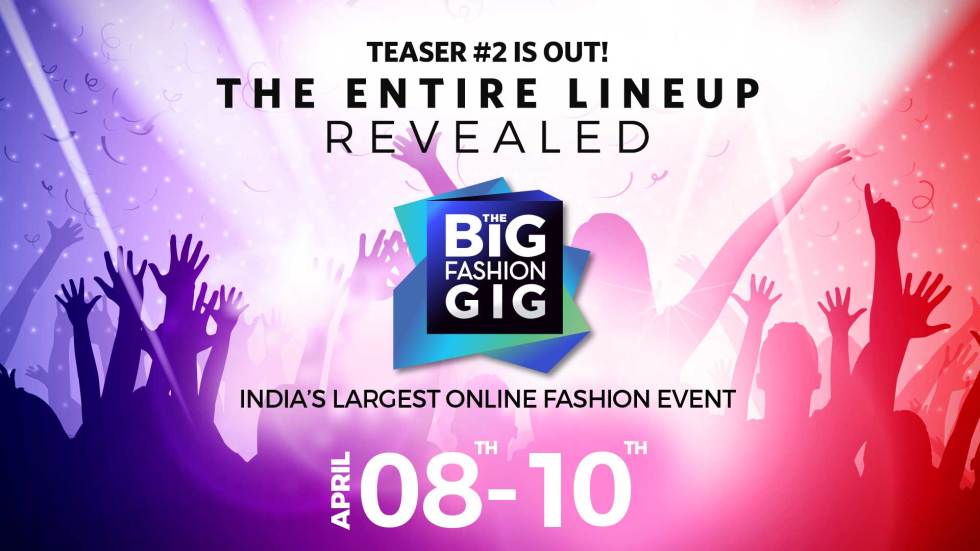 TEASER #2 IS OUT!
THE ENTIRE LINEUP
REVEALED
THE
BiG
FASHION
GIG
INDIA'S LARGEST ONLINE FASHION EVENT
APRIL 08TH-10TH